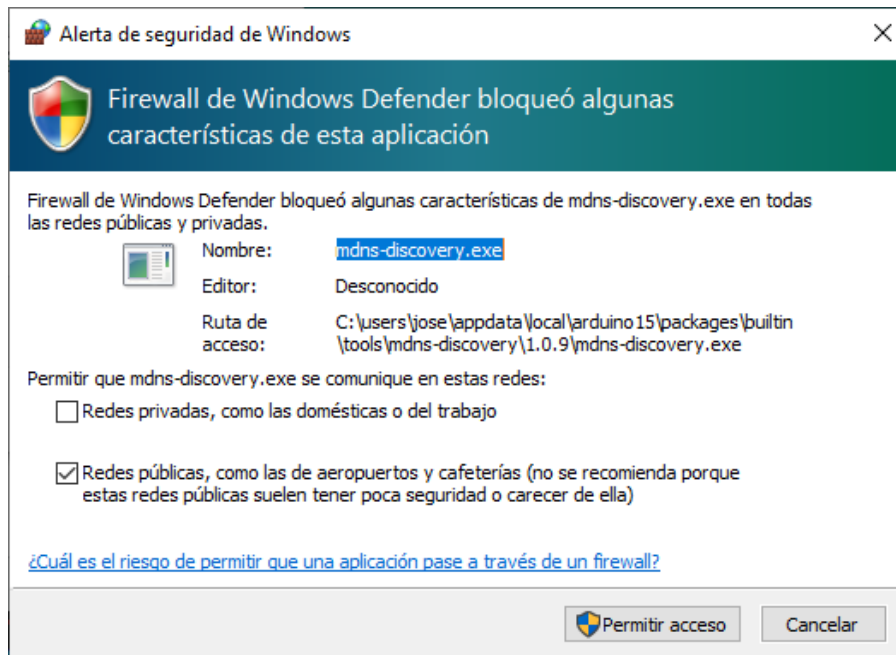 Alerta de seguridad de Windows
Firewall de Windows Defender bloqueó algunas
características de esta aplicación
Firewall de Windows Defender bloqueó algunas características de mdns-discovery.exe en todas
las redes públicas y privadas.
Nombre: mdns-discovery.exe
Editor: Desconocido
Ruta de C:\users\jose\appdata\local\arduino15\packages\builtin
acceso: \tools\mdns-discovery\1.0.9\mdns-discovery.exe
Permitir que mdns-discovery.exe se comunique en estas redes:
Redes privadas, como las domésticas o del trabajo
Redes públicas, como las de aeropuertos y cafeterías (no se recomienda porque
estas redes públicas suelen tener poca seguridad o carecer de ella)
¿Cuál es el riesgo de permitir que una aplicación pase a través de un firewall?
Permitir acceso Cancelar